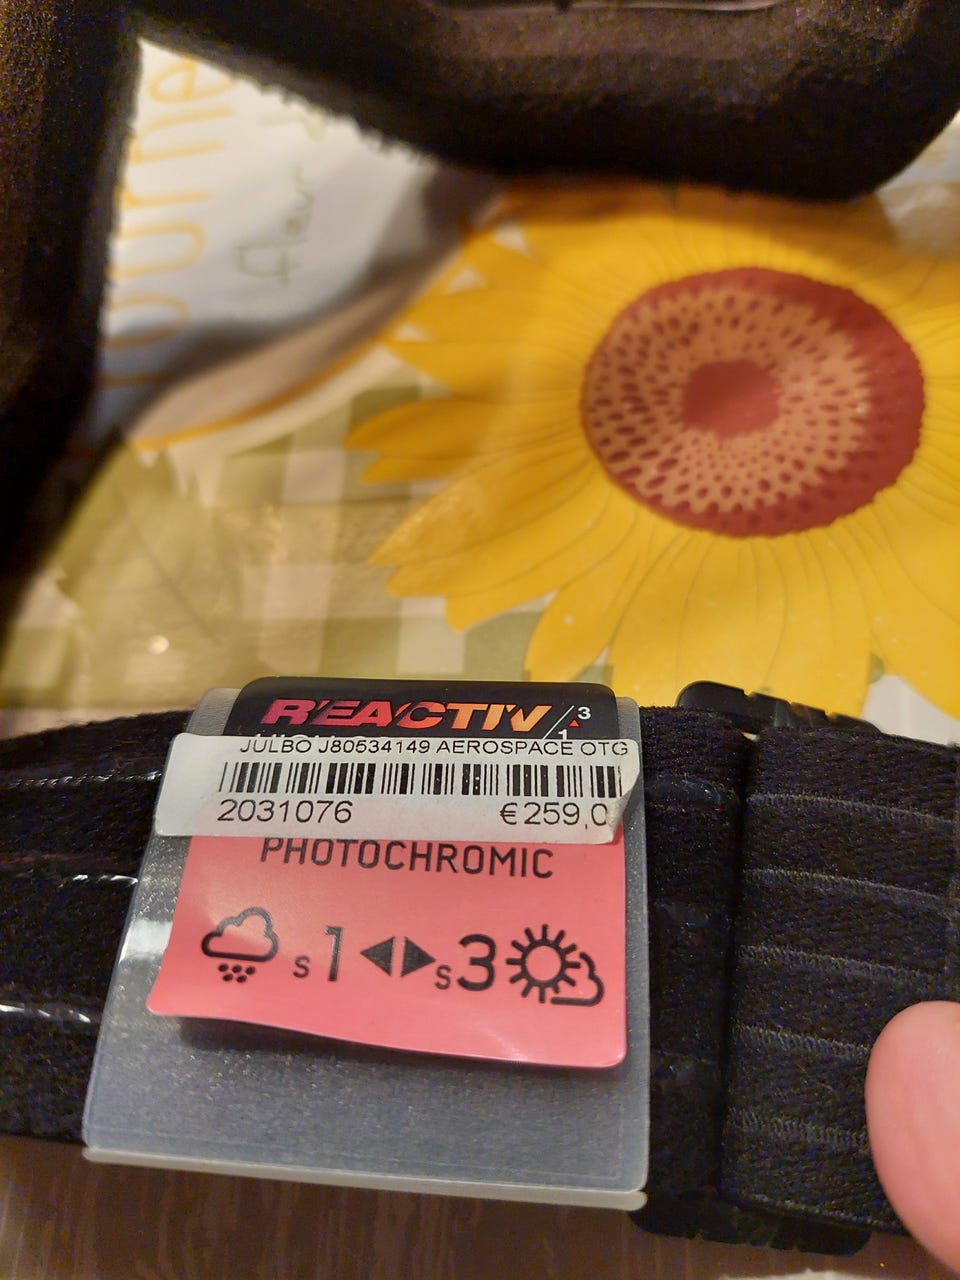 REACTIV 3
1
JULBO J80534149 AEROSPACE OTG
2031076 €259,0
PHOTOCHROMIC
s1 s3